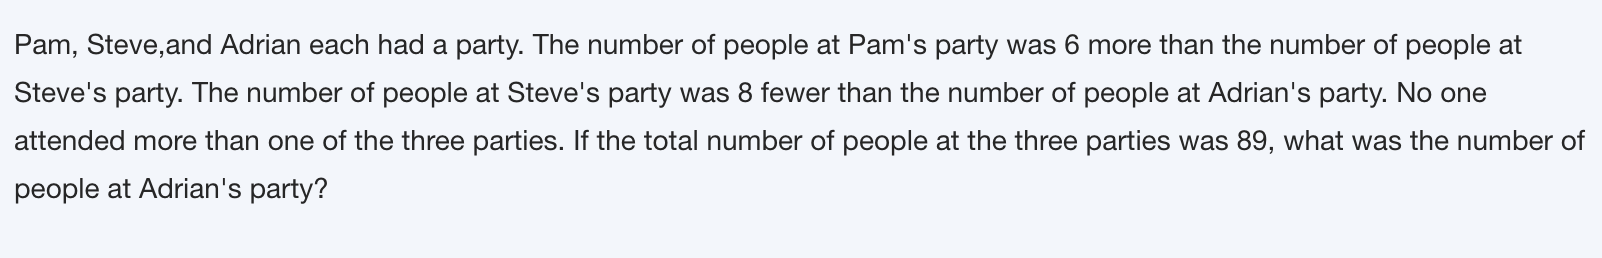 Pam, Steve,and Adrian each had a party. The number of people at Pam's party was 6 more than the number of people at
Steve's party. The number of people at Steve's party was 8 fewer than the number of people at Adrian's party. No one
attended more than one of the three parties. If the total number of people at the three parties was 89, what was the number of
people at Adrian's party?